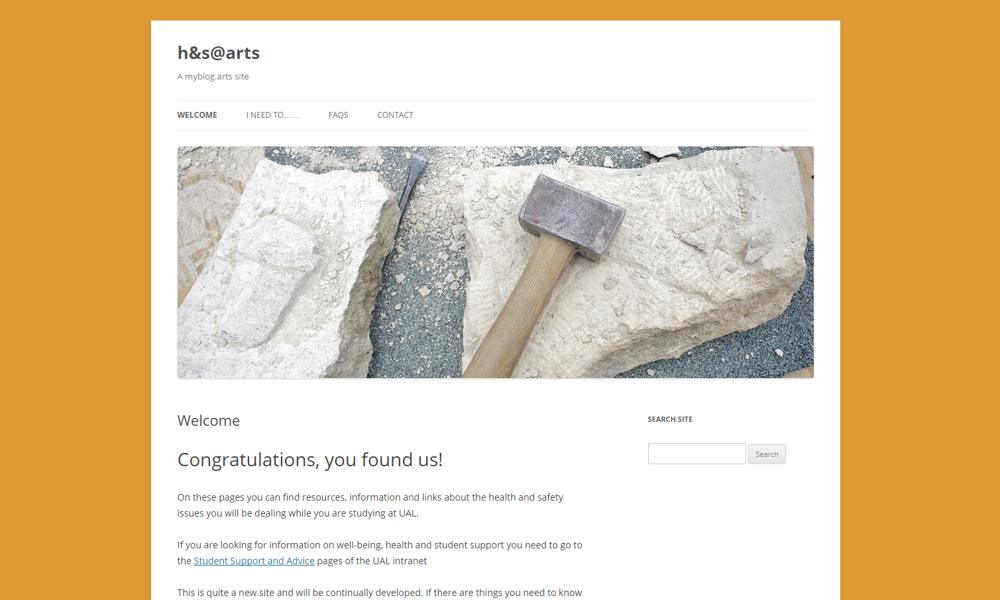 h&s@arts
A myblog.arts site
WELCOME
I NEED TO......
FAQS
CONTACT
Welcome
Congratulations, you found us!
On these pages you can find resources, information and links about the health and safety
issues you will be dealing while you are studying at UAL.
If you are looking for information on well-being, health and student support you need to go to
the Student Support and Advice pages of the UAL intranet
This is quite a new site and will be continually developed. If there are things you need to know
SEARCH SITE
Search